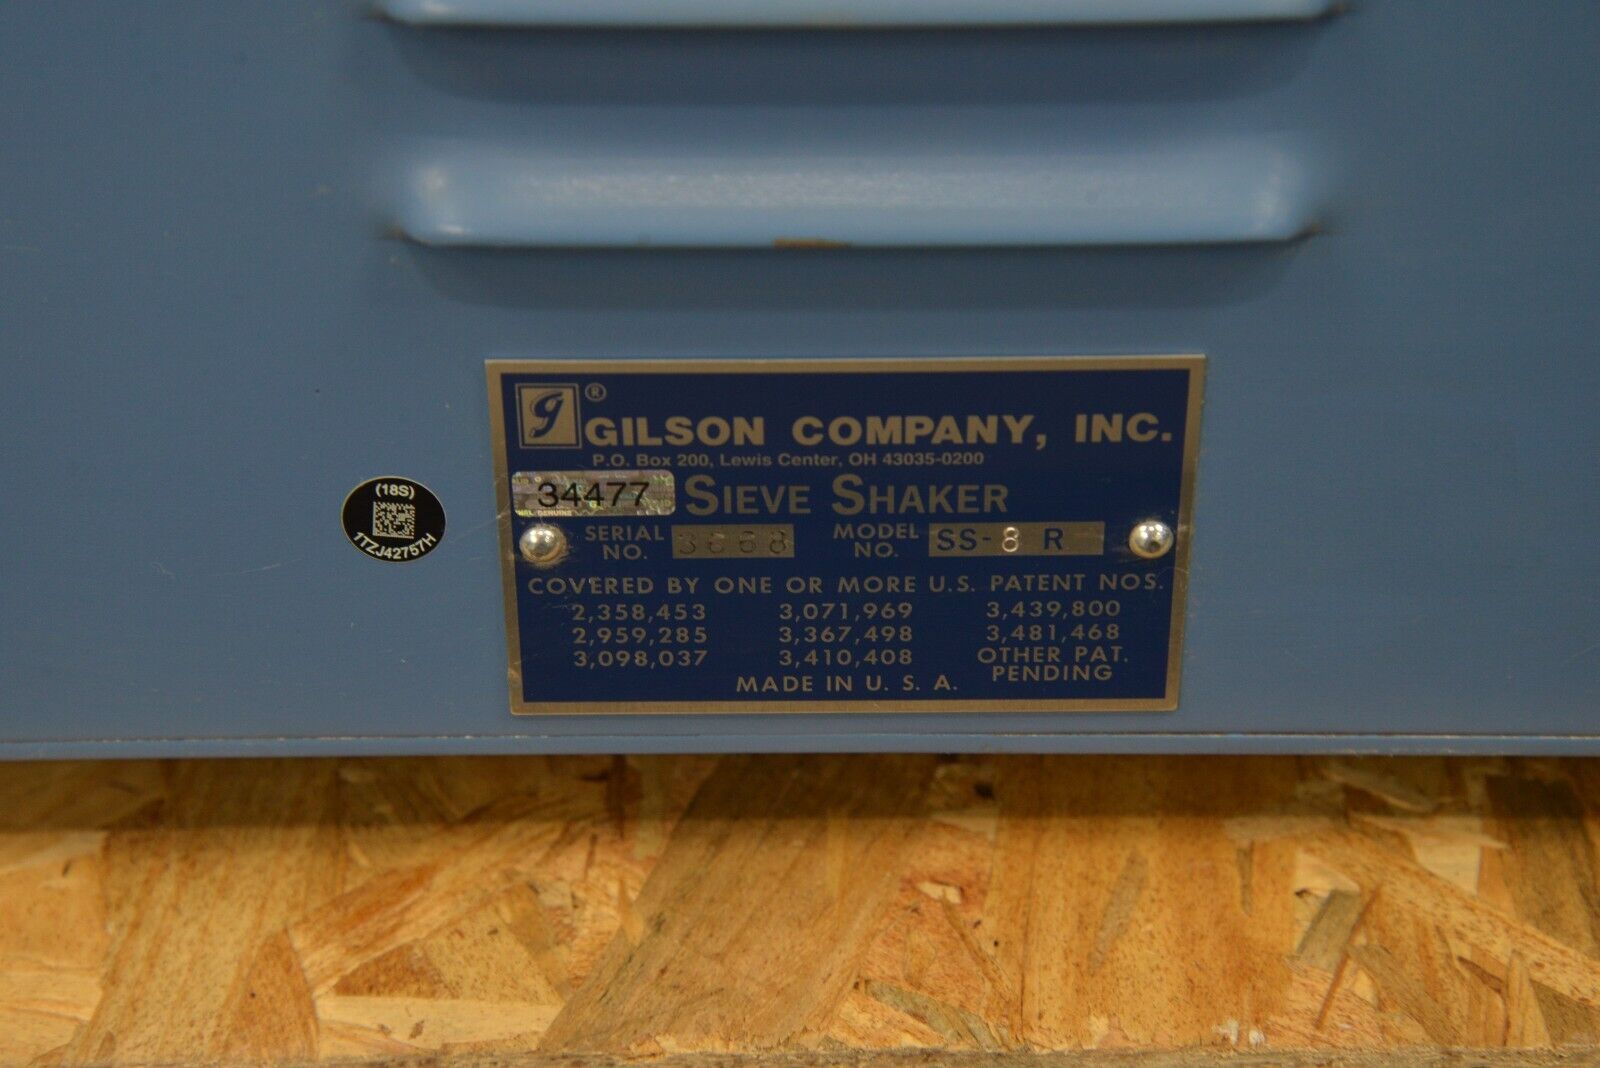 g®
GILSON COMPANY, INC.
P.O. Box 200, Lewis Center, OH 43035-0200
34477 SIEVE SHAKER
SERIAL NO. 3668 MODEL NO. SS-8 R
COVERED BY ONE OR MORE U.S. PATENT NOS.
2,358,453 3,071,969 3,439,800
2,959,285 3,367,498 3,481,468
3,098,037 3,410,408 OTHER PAT. PENDING
MADE IN U. S. A.
(18S)
1TZJ42757H